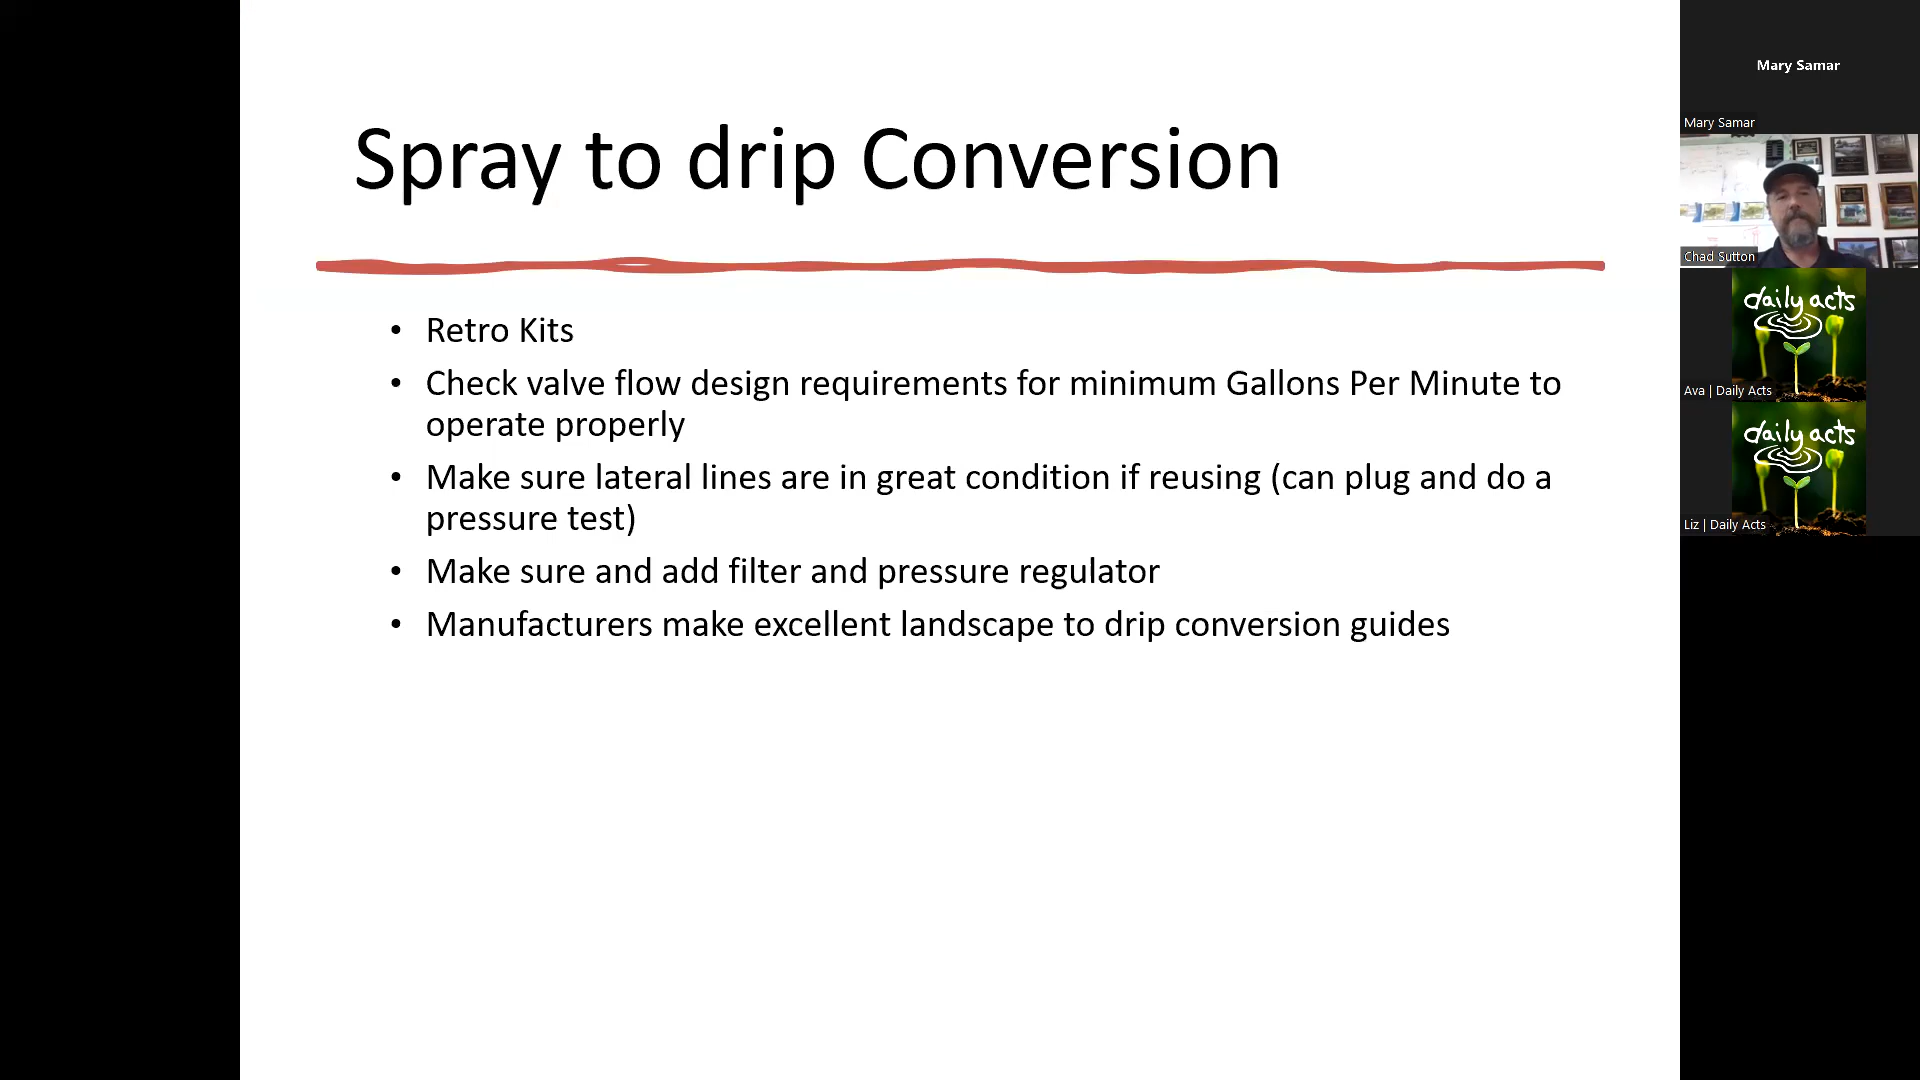 Spray to drip Conversion
• Retro Kits
• Check valve flow design requirements for minimum Gallons Per Minute to
operate properly
• Make sure lateral lines are in great condition if reusing (can plug and do a
pressure test)
• Make sure and add filter and pressure regulator
• Manufacturers make excellent landscape to drip conversion guides
Mary Samar
Mary Samar
Chad Sutton
daily acts
Ava | Daily Acts
daily acts
Liz | Daily Acts